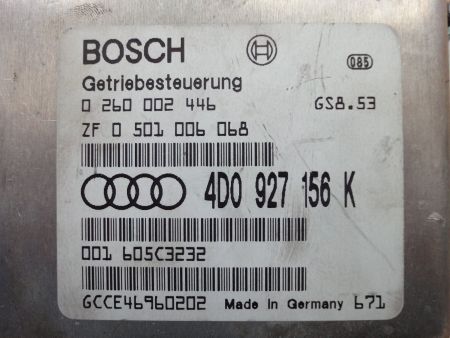 BOSCH
085
Getriebesteuerung
0 260 002 446 GS8.53
ZF 0 501 006 068
4D0 927 156 K
001 605C3232
GCCE46960202 Made in Germany 671